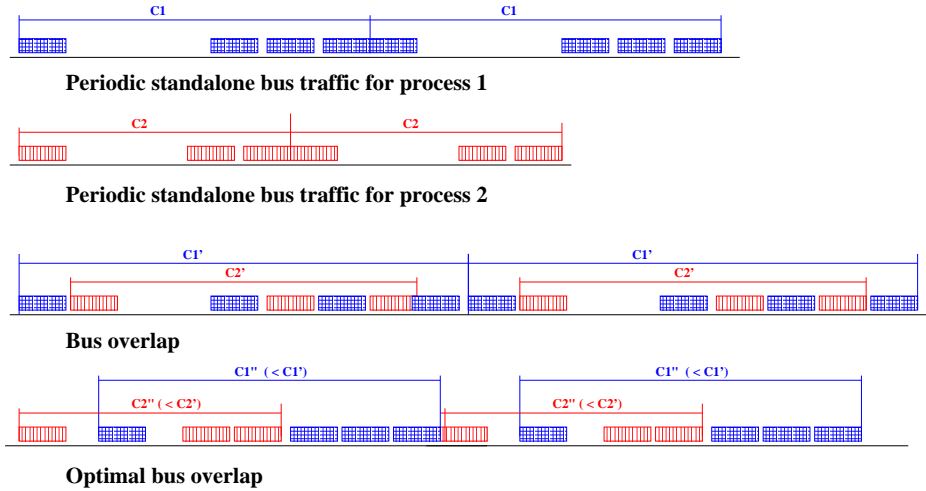 C1 C1
Periodic standalone bus traffic for process 1
C2 C2
Periodic standalone bus traffic for process 2
C1’ C1’
C2’ C2’
Bus overlap
C1" ( < C1’) C1" ( < C1’)
C2" ( < C2’) C2" ( < C2’)
Optimal bus overlap